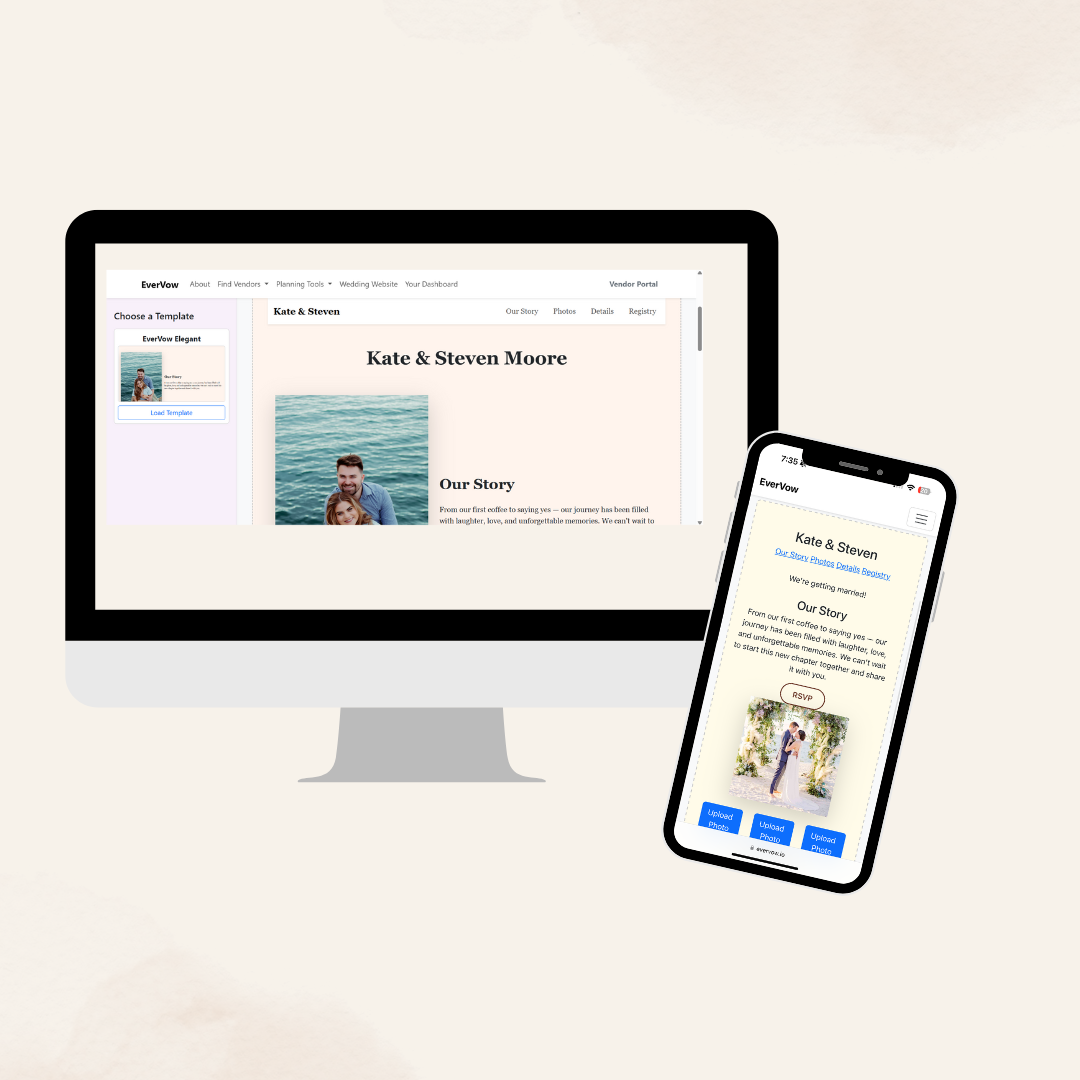 EverVow About Find Vendors Planning Tools Wedding Website Your Dashboard Vendor Portal
Choose a Template
EverVow Elegant
Our Story
Load Template
Kate & Steven Our Story Photos Details Registry
Kate & Steven Moore
Our Story
From our first coffee to saying yes — our journey has been filled
with laughter, love, and unforgettable memories. We can't wait to
7:35
EverVow
Kate & Steven
Our Story Photos Details Registry
We're getting married!
Our Story
From our first coffee to saying yes — our
journey has been filled with laughter, love,
and unforgettable memories. We can't wait
to start this new chapter together and share
it with you.
RSVP
Upload Upload Upload
Photo Photo Photo
evervow.io